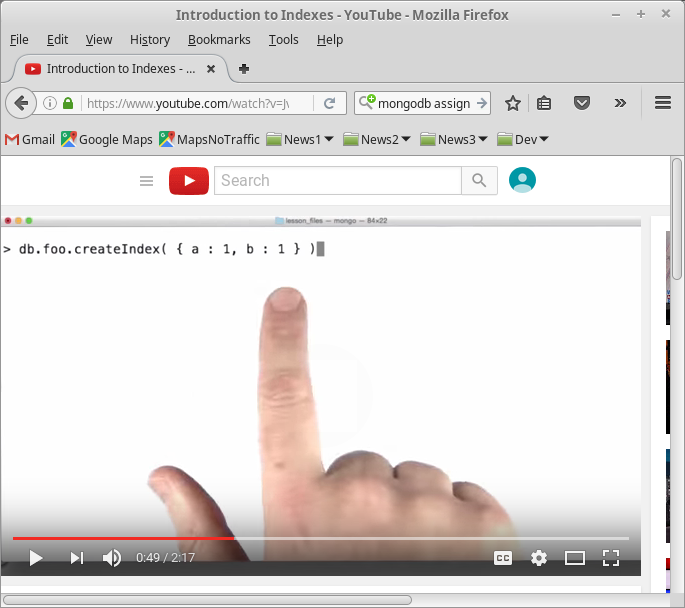 Introduction to Indexes - YouTube - Mozilla Firefox
File Edit View History Bookmarks Tools Help
Introduction to Indexes - ...
https://www.youtube.com/watch?v=Jv
mongodb assign
Gmail Google Maps MapsNoTraffic News1 News2 News3 Dev
Search
lesson_files — mongo — 84x22
> db.foo.createIndex( { a : 1, b : 1 } )
0:49 / 2:17
CC